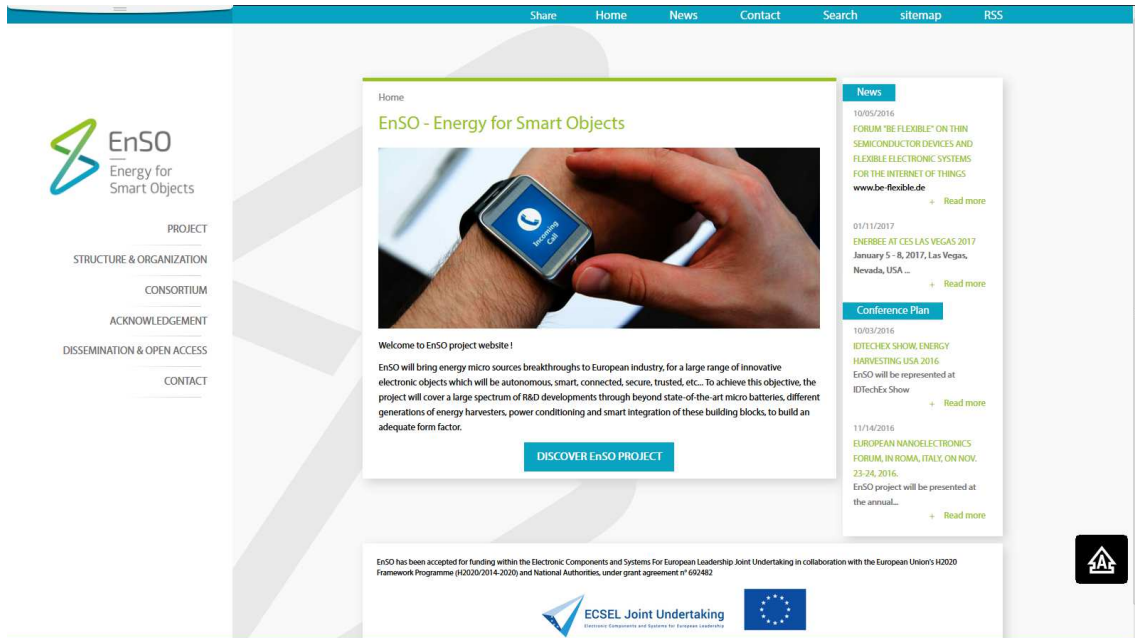 Share Home News Contact Search sitemap RSS
EnSO
Energy for
Smart Objects
PROJECT
STRUCTURE & ORGANIZATION
CONSORTIUM
ACKNOWLEDGEMENT
DISSEMINATION & OPEN ACCESS
CONTACT
Home
EnSO - Energy for Smart Objects
Incoming
Call
Welcome to EnSO project website !
EnSO will bring energy micro sources breakthroughs to European industry, for a large range of innovative
electronic objects which will be autonomous, smart, connected, secure, trusted, etc... To achieve this objective, the
project will cover a large spectrum of R&D developments through beyond state-of-the-art micro batteries, different
generations of energy harvesters, power conditioning and smart integration of these building blocks, to build an
adequate form factor.
DISCOVER EnSO PROJECT
News
10/05/2016
FORUM "BE FLEXIBLE" ON THIN
SEMICONDUCTOR DEVICES AND
FLEXIBLE ELECTRONIC SYSTEMS
FOR THE INTERNET OF THINGS
www.be-flexible.de
+ Read more
01/11/2017
ENERBEE AT CES LAS VEGAS 2017
January 5 - 8, 2017, Las Vegas,
Nevada, USA ...
+ Read more
Conference Plan
10/03/2016
IDTECHEX SHOW, ENERGY
HARVESTING USA 2016
EnSO will be represented at
IDTechEx Show
+ Read more
11/14/2016
EUROPEAN NANOELECTRONICS
FORUM, IN ROMA, ITALY, ON NOV.
23-24, 2016.
EnSO project will be presented at
the annual...
+ Read more
A
EnSO has been accepted for funding within the Electronic Components and Systems For European Leadership Joint Undertaking in collaboration with the European Union's H2020
Framework Programme (H2020/2014-2020) and National Authorities, under grant agreement n° 692482
ECSEL Joint Undertaking
Electronic Components and Systems for European Leadership